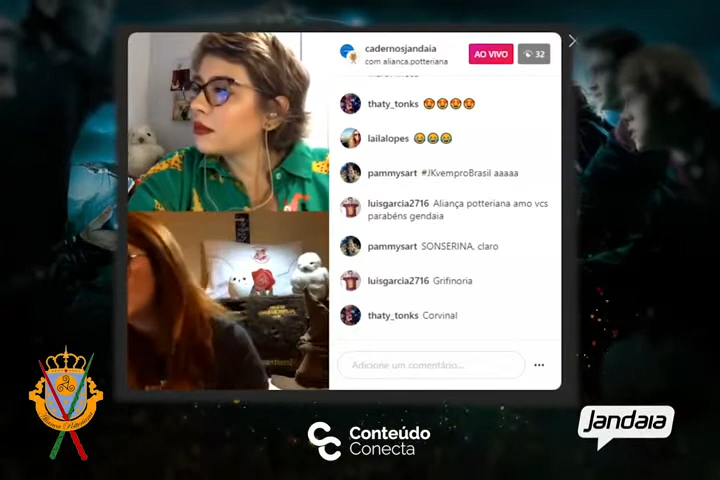 cadernosjandaia
com alianca.potteriana
AO VIVO
32
thaty_tonks 😍😍😍😍
lailalopes 😂😂😂
pammysart #JKvemproBrasil aaaaa
luisgarcia2716 Aliança potteriana amo vcs
parabéns gendaia
pammysart SONSERINA, claro
luisgarcia2716 Grifinoria
thaty_tonks Corvinal
Adicione um comentário...
Conteúdo
Conecta
Jandaia